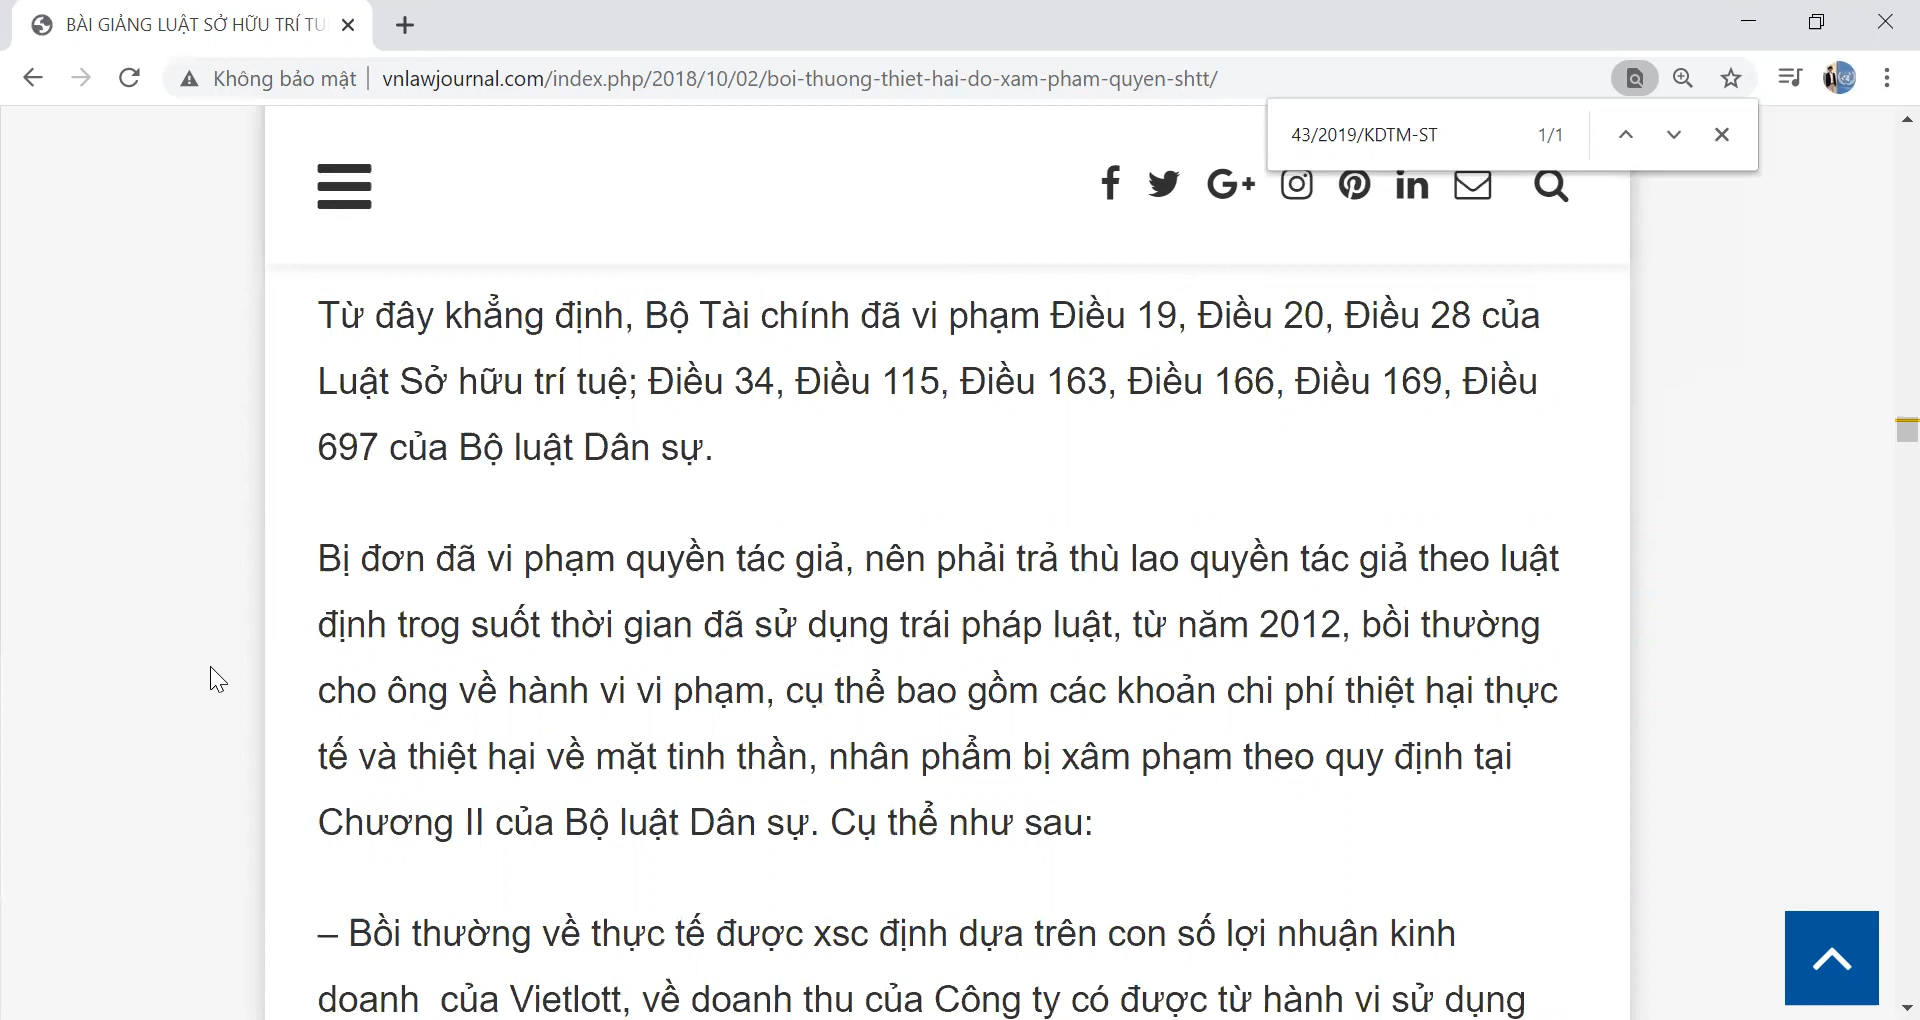 BÀI GIẢNG LUẬT SỞ HỮU TRÍ TU
Không bảo mật
vnlawjournal.com/index.php/2018/10/02/boi-thuong-thiet-hai-do-xam-pham-quyen-shtt/
43/2019/KDTM-ST 1/1
Từ đây khẳng định, Bộ Tài chính đã vi phạm Điều 19, Điều 20, Điều 28 của
Luật Sở hữu trí tuệ; Điều 34, Điều 115, Điều 163, Điều 166, Điều 169, Điều
697 của Bộ luật Dân sự.
Bị đơn đã vi phạm quyền tác giả, nên phải trả thù lao quyền tác giả theo luật
định trog suốt thời gian đã sử dụng trái pháp luật, từ năm 2012, bồi thường
cho ông về hành vi vi phạm, cụ thể bao gồm các khoản chi phí thiệt hại thực
tế và thiệt hại về mặt tinh thần, nhân phẩm bị xâm phạm theo quy định tại
Chương II của Bộ luật Dân sự. Cụ thể như sau:
– Bồi thường về thực tế được xsc định dựa trên con số lợi nhuận kinh
doanh  của Vietlott, về doanh thu của Công ty có được từ hành vi sử dụng